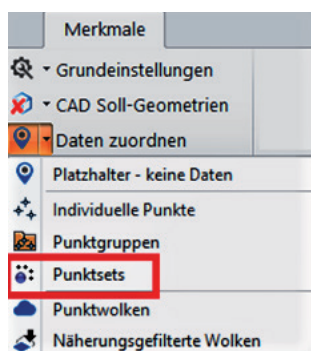 Merkmale
Grundeinstellungen
CAD Soll-Geometrien
Daten zuordnen
Platzhalter - keine Daten
Individuelle Punkte
Punktgruppen
Punktsets
Punktwolken
Näherungsgefilterte Wolken